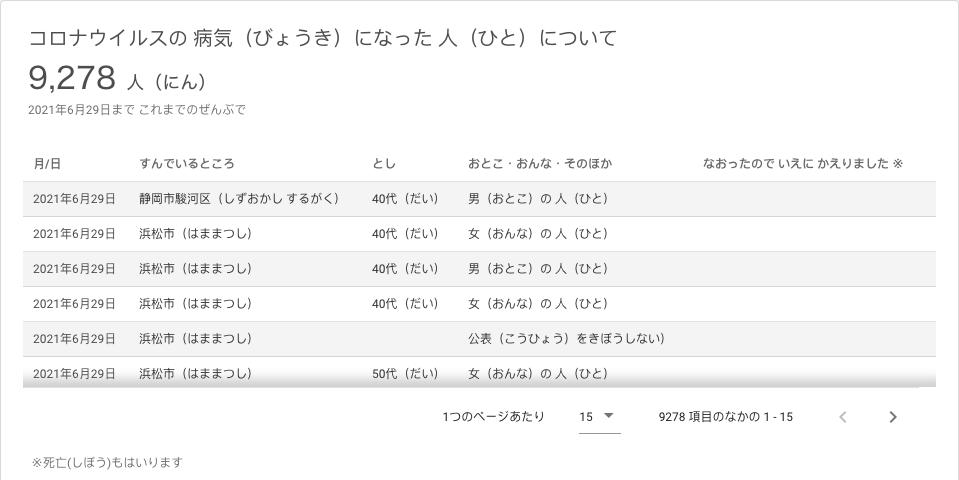 コロナウイルスの 病気（びょうき）になった 人（ひと）について
9,278 人（にん）
2021年6月29日まで これまでのぜんぶで
月/日 すんでいるところ とし おとこ・おんな・そのほか なおったので いえに かえりました ※
2021年6月29日 静岡市駿河区（しずおかし するがく） 40代（だい） 男（おとこ）の 人（ひと）
2021年6月29日 浜松市（はままつし） 40代（だい） 女（おんな）の 人（ひと）
2021年6月29日 浜松市（はままつし） 40代（だい） 男（おとこ）の 人（ひと）
2021年6月29日 浜松市（はままつし） 40代（だい） 女（おんな）の 人（ひと）
2021年6月29日 浜松市（はままつし） 公表（こうひょう）をきぼうしない）
2021年6月29日 浜松市（はままつし） 50代（だい） 女（おんな）の 人（ひと）
1つのページあたり 15 9278 項目のなかの 1 - 15
※死亡(しぼう)もはいります